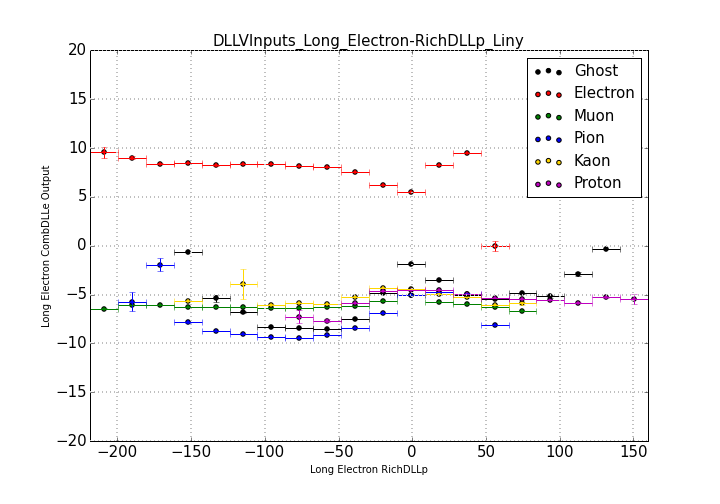 DLLVInputs_Long_Electron-RichDLLp_Liny
20
15
10
5
0
−5
−10
−15
−20
Long Electron CombDLLe Output
Ghost
Electron
Muon
Pion
Kaon
Proton
−200 −150 −100 −50 0 50 100 150
Long Electron RichDLLp